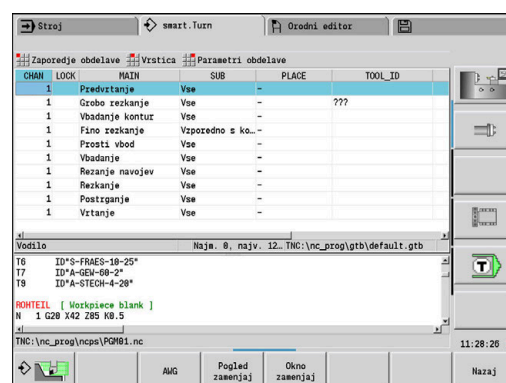 Stroj smart.Turn Orodni editor
Zaporedje obdelave Vrstica Parametri obdelave
CHAN LOCK MAIN SUB PLACE TOOL_ID
1 Predvrtanje Vse -
1 Grobo rezkanje Vse - ???
1 Vbadanje kontur Vse -
1 Fino rezkanje Vzporedno s ko…-
1 Prosti vbod Vse -
1 Vbadanje Vse -
1 Rezanje navojev Vse -
1 Rezkanje Vse -
1 Postrganje Vse -
1 Vrtanje Vse -
Vodilo Najm. 0, najv. 12… TNC:\nc_prog\gtb\default.gtb
T6 ID"S-FRAES-10-25"
T7 ID"A-GEW-60-2"
T9 ID"A-STECH-4-20"
ROHTEIL [ Workpiece blank ]
N 1 G20 X42 Z85 K0.5
TNC:\nc_prog\ncps\PGM01.nc
T
11:28:26
AWG Pogled zamenjaj Okno zamenjaj Nazaj